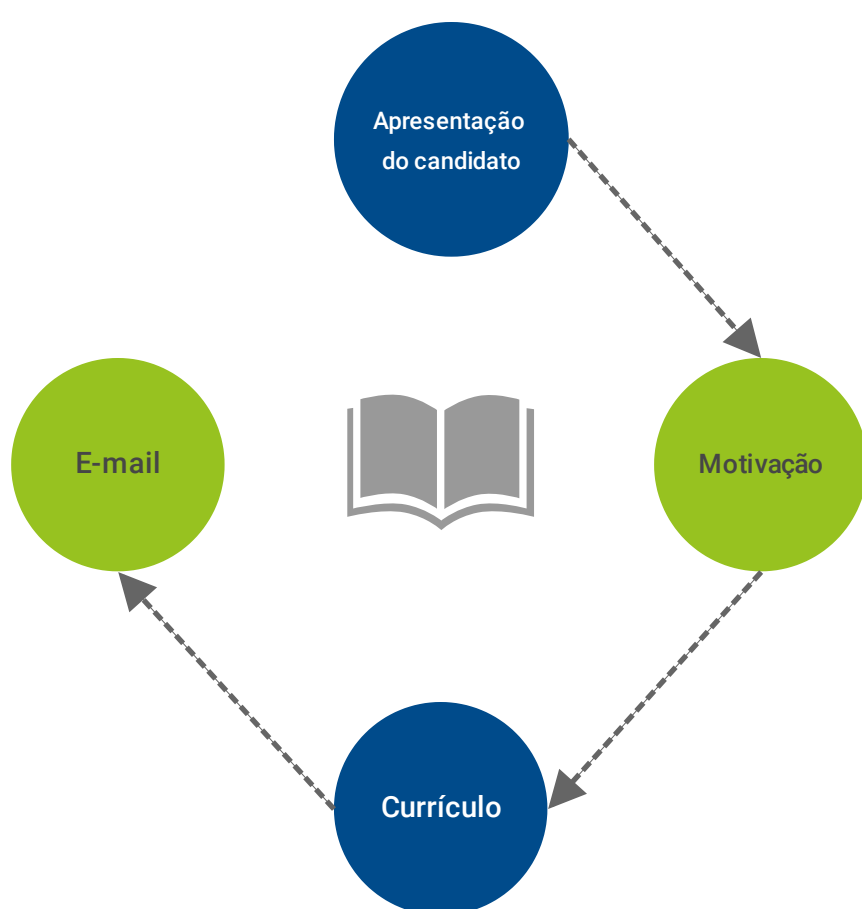 Apresentação
do candidato
E-mail
Motivação
Currículo